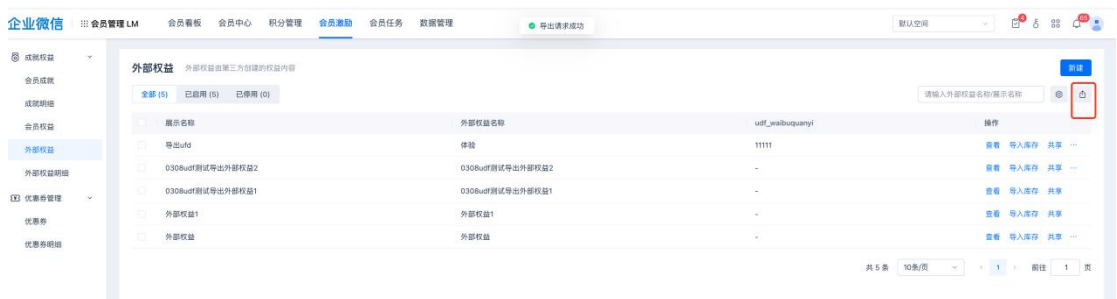 企业微信 会员管理 LM 会员看板 会员中心 积分管理 会员激励 会员任务 数据管理 导出请求成功 默认空间 4 65
成就权益
会员成就
成就明细
会员权益
外部权益
外部权益明细
优惠券管理
优惠券
优惠券明细
外部权益 外部权益由第三方创建的权益内容 新建
全部 (5) 已启用 (5) 已停用 (0) 请输入外部权益名称/展示名称
展示名称 外部权益名称 udf_waibuquanyi 操作
导出ufd 体验 11111 查看 导入库存 共享 ···
0308udf测试导出外部权益2 0308udf测试导出外部权益2 - 查看 导入库存 共享 ···
0308udf测试导出外部权益1 0308udf测试导出外部权益1 - 查看 导入库存 共享
外部权益1 外部权益1 - 查看 导入库存 共享
外部权益 外部权益 - 查看 导入库存 共享 ···
共 5 条 10条/页 1 前往 1 页